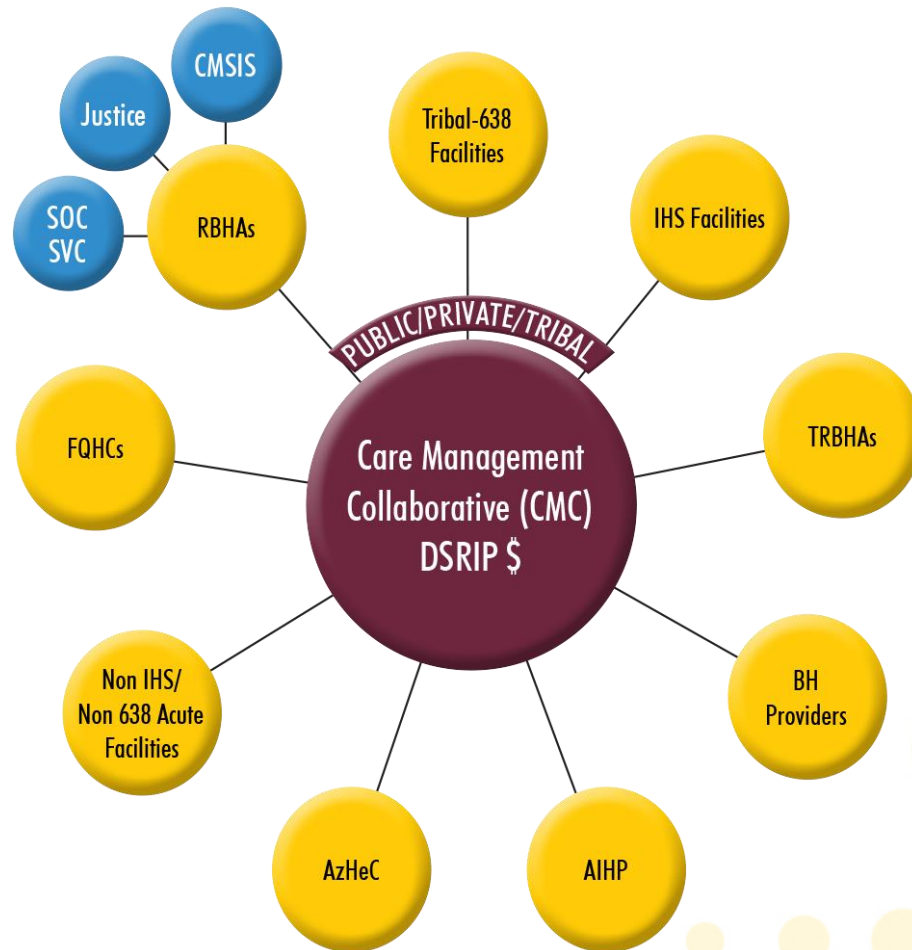 CMSIS
Justice
SOC
SVC
RBHAs
Tribal-638
Facilities
IHS Facilities
PUBLIC/PRIVATE/TRIBAL
Care Management
Collaborative (CMC)
DSRIP $
FQHCs
TRBHAs
Non IHS/
Non 638 Acute
Facilities
BH
Providers
AzHeC
AIHP